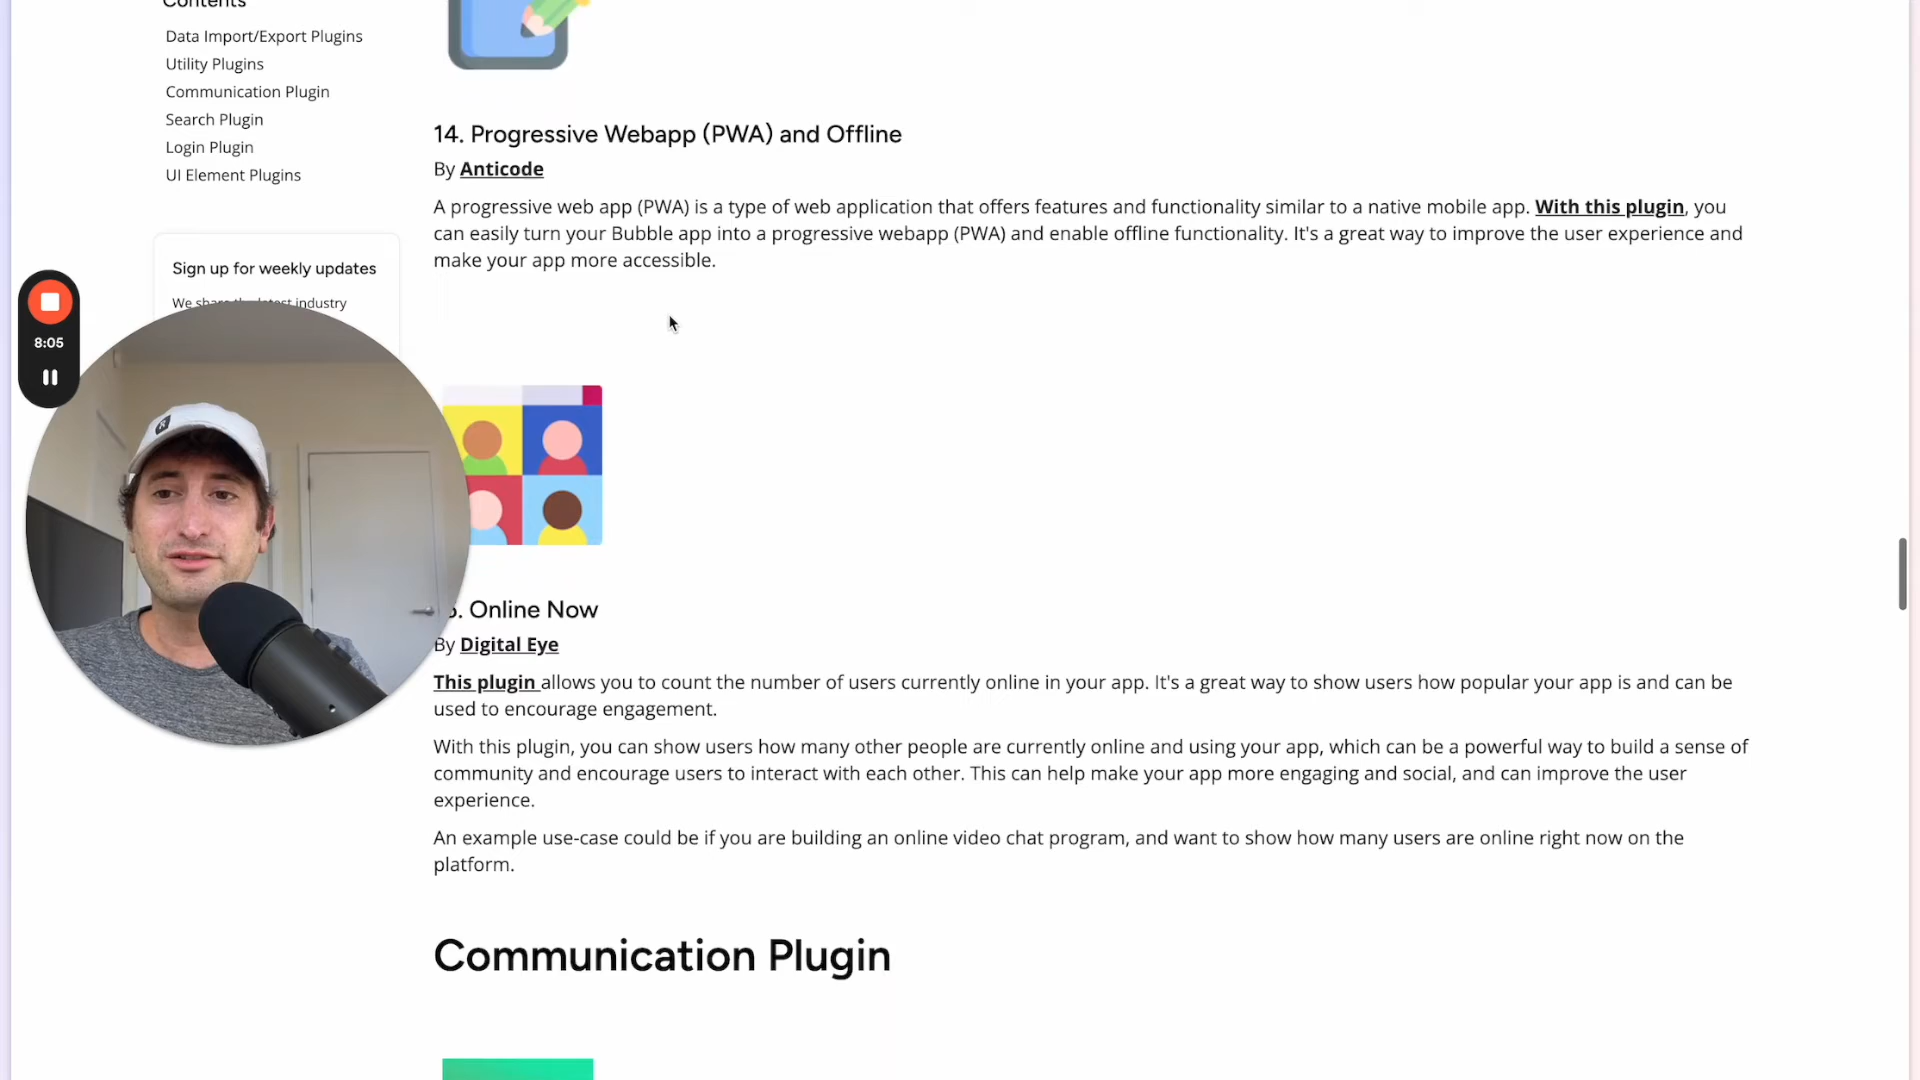 Contents
Data Import/Export Plugins
Utility Plugins
Communication Plugin
Search Plugin
Login Plugin
UI Element Plugins
Sign up for weekly updates
We share the latest industry
8:05
14. Progressive Webapp (PWA) and Offline
By Anticode
A progressive web app (PWA) is a type of web application that offers features and functionality similar to a native mobile app. With this plugin, you
can easily turn your Bubble app into a progressive webapp (PWA) and enable offline functionality. It's a great way to improve the user experience and
make your app more accessible.
. Online Now
By Digital Eye
This plugin allows you to count the number of users currently online in your app. It's a great way to show users how popular your app is and can be
used to encourage engagement.
With this plugin, you can show users how many other people are currently online and using your app, which can be a powerful way to build a sense of
community and encourage users to interact with each other. This can help make your app more engaging and social, and can improve the user
experience.
An example use-case could be if you are building an online video chat program, and want to show how many users are online right now on the
platform.
Communication Plugin